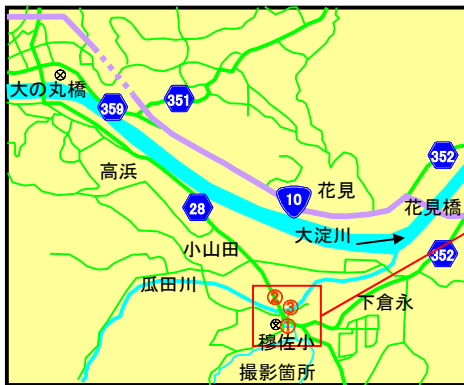 大の丸橋
351
359
352
高浜
花見
10
花見橋
28
大淀川
小山田
352
瓜田川
下倉永
②
③
①
穆佐小
撮影箇所